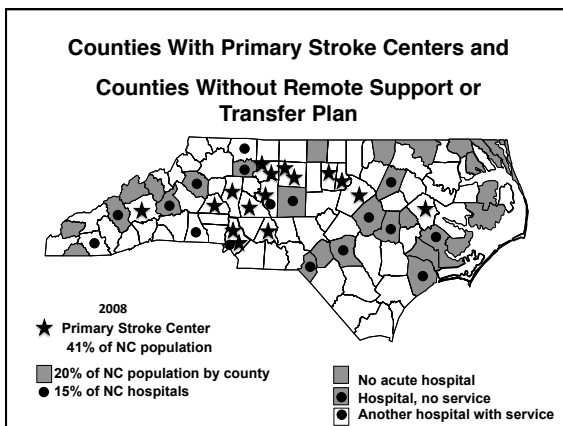 Counties With Primary Stroke Centers and
Counties Without Remote Support or
Transfer Plan
2008
Primary Stroke Center
41% of NC population
20% of NC population by county
15% of NC hospitals
No acute hospital
Hospital, no service
Another hospital with service